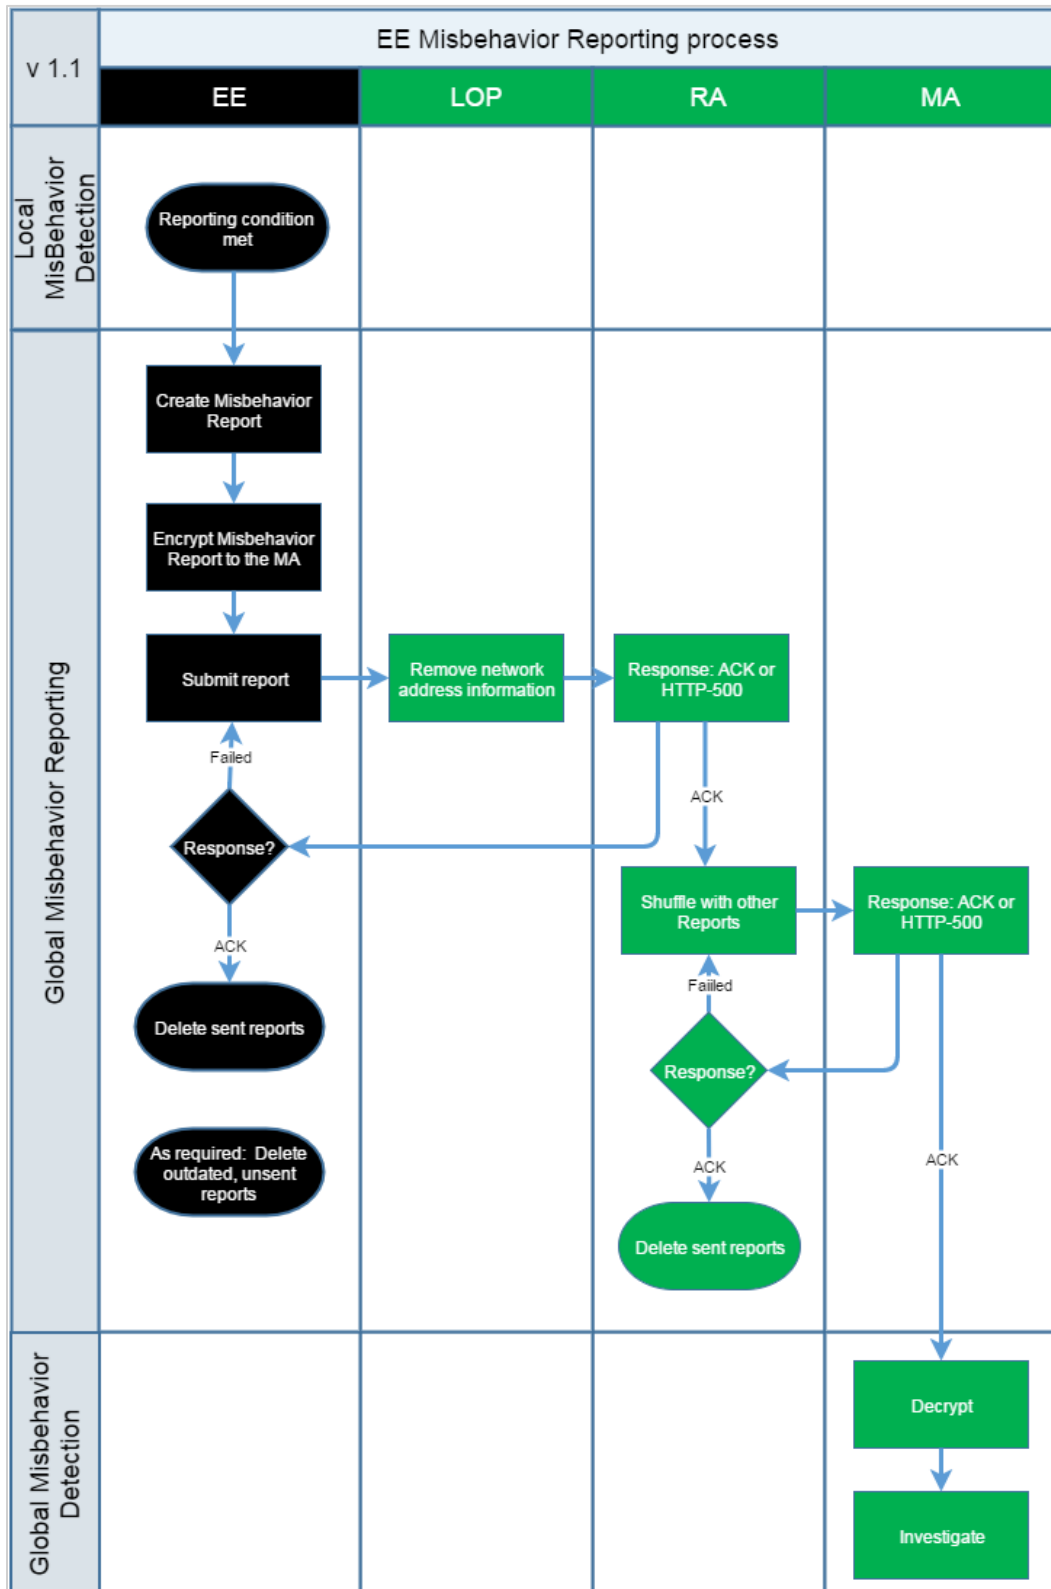 EE Misbehavior Reporting process
v 1.1
EE
LOP
RA
MA
Local
MisBehavior
Detection
Reporting condition
met
Global Misbehavior Reporting
Create Misbehavior
Report
Encrypt Misbehavior
Report to the MA
Submit report
Remove network
address information
Response: ACK or
HTTP-500
Failed
ACK
Response?
Shuffle with other
Reports
Response: ACK or
HTTP-500
ACK
Faiiled
Delete sent reports
Response?
As required:  Delete
outdated, unsent
reports
ACK
ACK
Delete sent reports
Global Misbehavior
Detection
Decrypt
Investigate